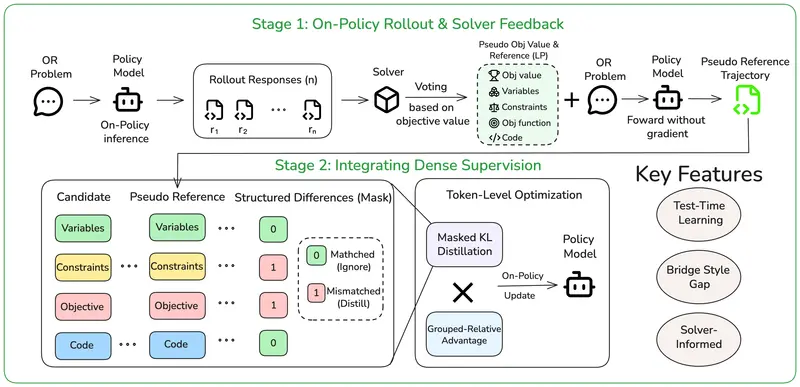 Stage 1: On-Policy Rollout & Solver Feedback
OR
Problem
Policy
Model
On-Policy
inference
Rollout Responses (n)
r1
r2
...
rn
Solver
Voting
based on
objective value
Pseudo Obj Value &
Reference (LP)
Obj value
Variables
Constraints
Obj function
Code
+
OR
Problem
Policy
Model
Foward without
gradient
Pseudo Reference
Trajectory
Stage 2: Integrating Dense Supervision
Candidate
Pseudo Reference
Structured Differences (Mask)
Variables
Variables
...
0
Constraints
...
Constraints
...
1
Objective
Objective
...
1
Code
...
Code
...
0
0
Mathched
(Ignore)
1
Mismatched
(Distill)
Token-Level Optimization
Masked KL
Distillation
×
Grouped-Relative
Advantage
On-Policy
Update
Policy
Model
Key Features
Test-Time
Learning
Bridge Style
Gap
Solver-
Informed